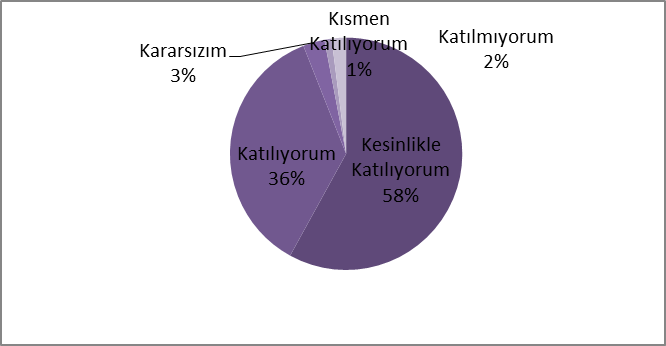 Kısmen
Katılıyorum
1%
Katılmıyorum
2%
Kararsızım
3%
Katılıyorum
36%
Kesinlikle
Katılıyorum
58%